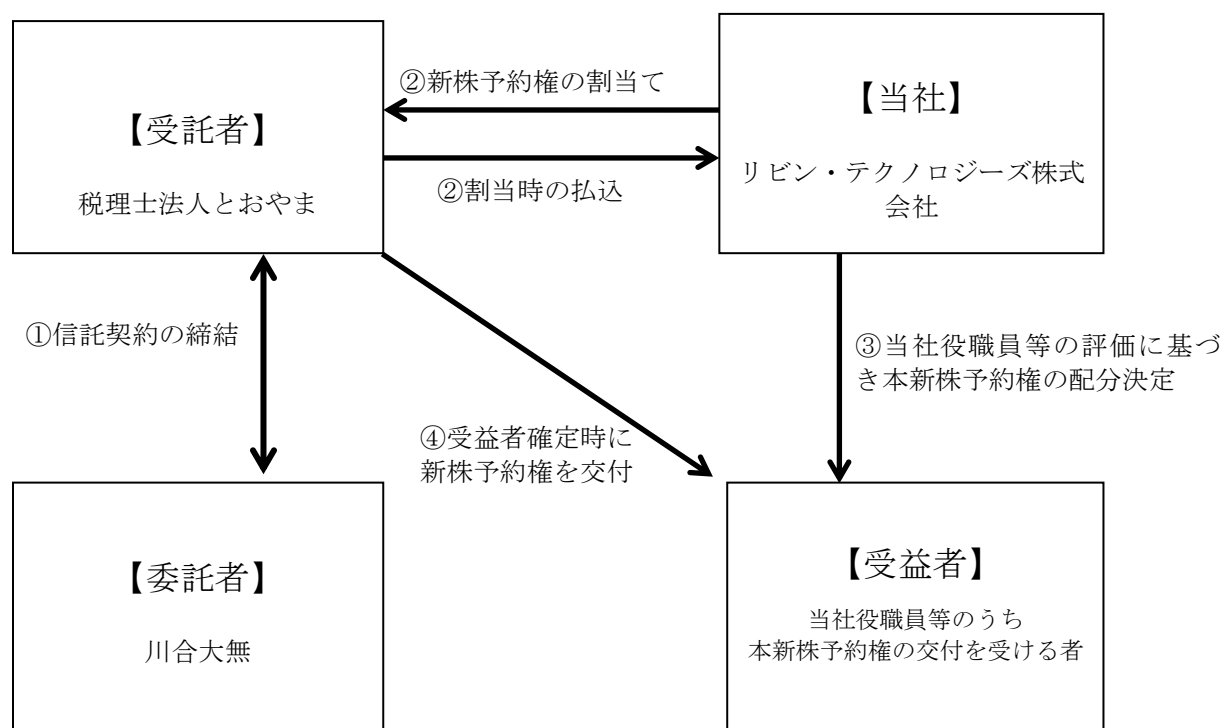 ②新株予約権の割当て
【受託者】
税理士法人とおやま
②割当時の払込
【当社】
リビン・テクノロジーズ株式
会社
①信託契約の締結
③当社役職員等の評価に基づ
き本新株予約権の配分決定
④受益者確定時に
新株予約権を交付
【委託者】
川合大無
【受益者】
当社役職員等のうち
本新株予約権の交付を受ける者